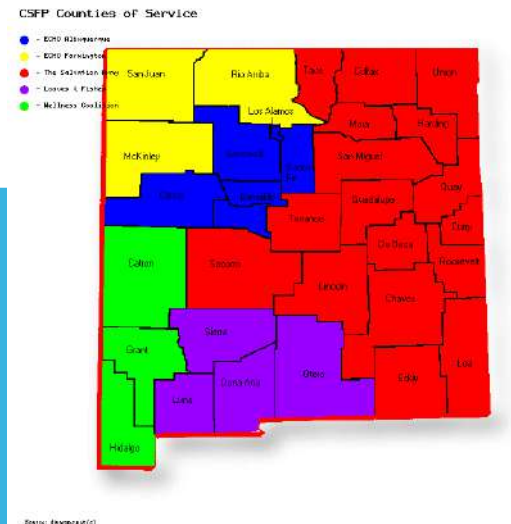 CSFP Counties of Service
- ECHO Albuquerque
- ECHO Farmington
- The Salvation Army
- Loaves & Fishes
- Wellness Coalition
San Juan
Rio Arriba
Taos
Colfax
Union
Los Alamos
Mora
Harding
McKinley
Sandoval
San Miguel
Santa Fe
Quay
Cibola
Bernalillo
Guadalupe
Torrance
Curry
De Baca
Roosevelt
Catron
Socorro
Lincoln
Chaves
Sierra
Grant
Otero
Lea
Luna
Dona Ana
Eddy
Hidalgo